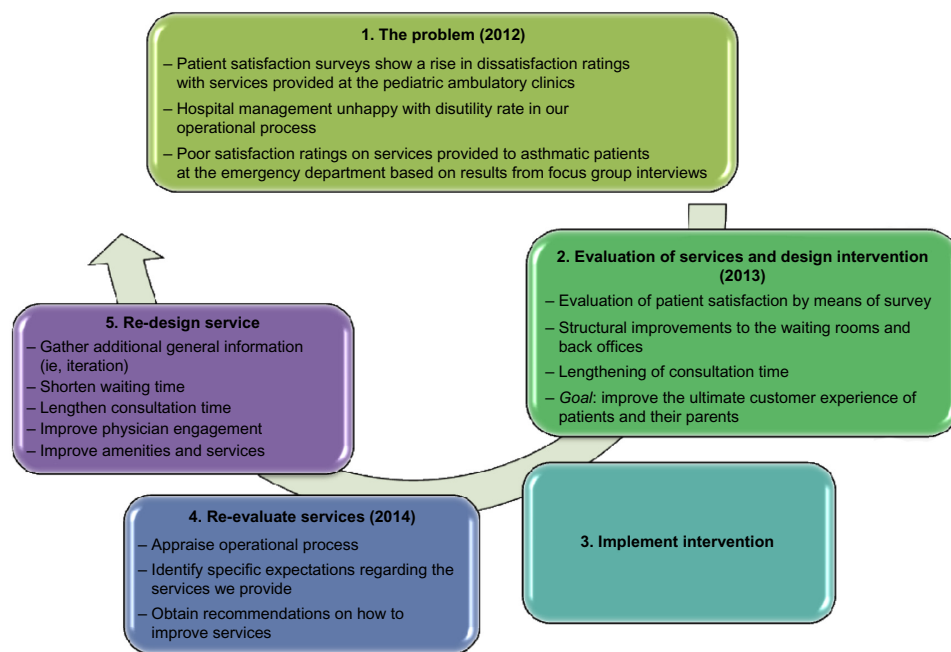 1. The problem (2012)
– Patient satisfaction surveys show a rise in dissatisfaction ratings
with services provided at the pediatric ambulatory clinics
– Hospital management unhappy with disutility rate in our
operational process
– Poor satisfaction ratings on services provided to asthmatic patients
at the emergency department based on results from focus group interviews
2. Evaluation of services and design intervention
(2013)
– Evaluation of patient satisfaction by means of survey
– Structural improvements to the waiting rooms and
back offices
– Lengthening of consultation time
– Goal: improve the ultimate customer experience of
patients and their parents
3. Implement intervention
4. Re-evaluate services (2014)
– Appraise operational process
– Identify specific expectations regarding the
services we provide
– Obtain recommendations on how to
improve services
5. Re-design service
– Gather additional general information
(ie, iteration)
– Shorten waiting time
– Lengthen consultation time
– Improve physician engagement
– Improve amenities and services